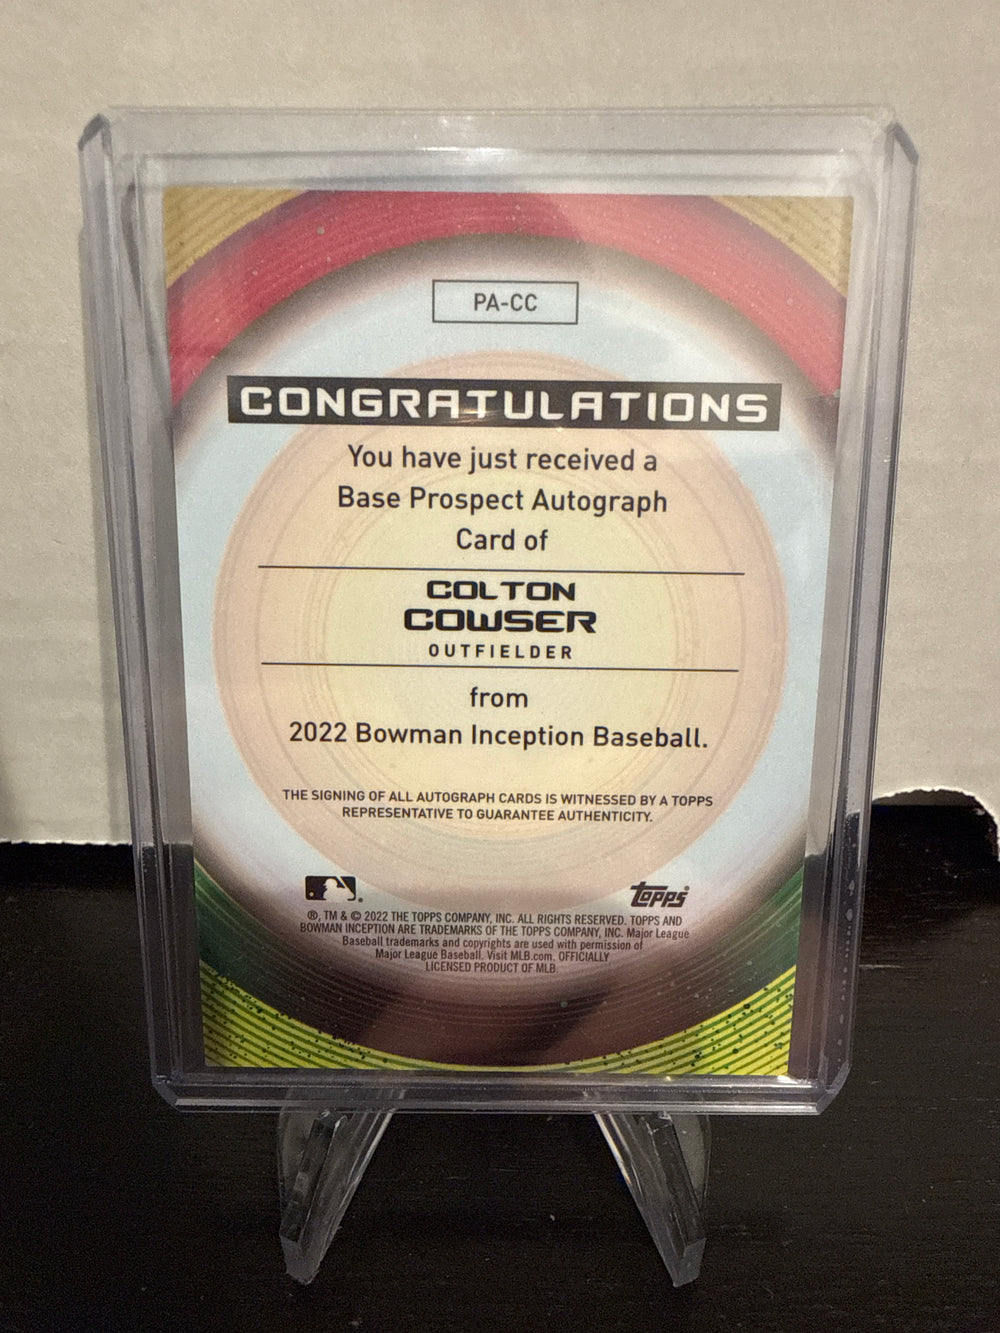 PA-CC
CONGRATULATIONS
You have just received a
Base Prospect Autograph
Card of
COLTON
COWSER
OUTFIELDER
from
2022 Bowman Inception Baseball.
THE SIGNING OF ALL AUTOGRAPH CARDS IS WITNESSED BY A TOPPS
REPRESENTATIVE TO GUARANTEE AUTHENTICITY.
Topps
®, TM & © 2022 THE TOPPS COMPANY, INC. ALL RIGHTS RESERVED. TOPPS AND
BOWMAN INCEPTION ARE TRADEMARKS OF THE TOPPS COMPANY, INC. Major League
Baseball trademarks and copyrights are used with permission of
Major League Baseball. Visit MLB.com. OFFICIALLY
LICENSED PRODUCT OF MLB.